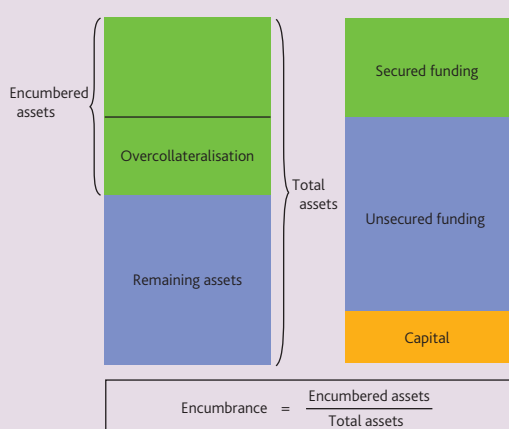 Encumbered
assets
Overcollateralisation
Remaining assets
Total
assets
Secured funding
Unsecured funding
Capital
Encumbrance = Encumbered assets
Total assets